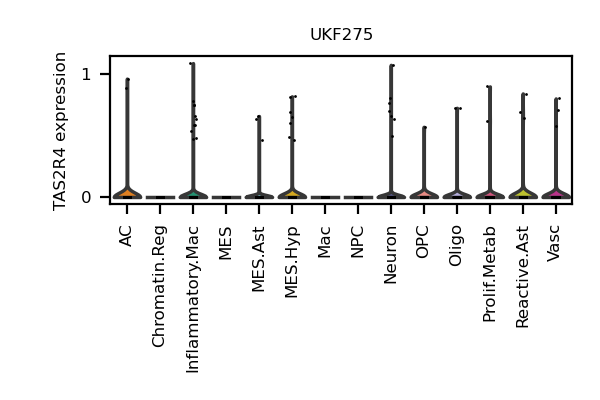 UKF275
TAS2R4 expression
1
0
AC
Chromatin.Reg
Inflammatory.Mac
MES
MES.Ast
MES.Hyp
Mac
NPC
Neuron
OPC
Oligo
Prolif.Metab
Reactive.Ast
Vasc